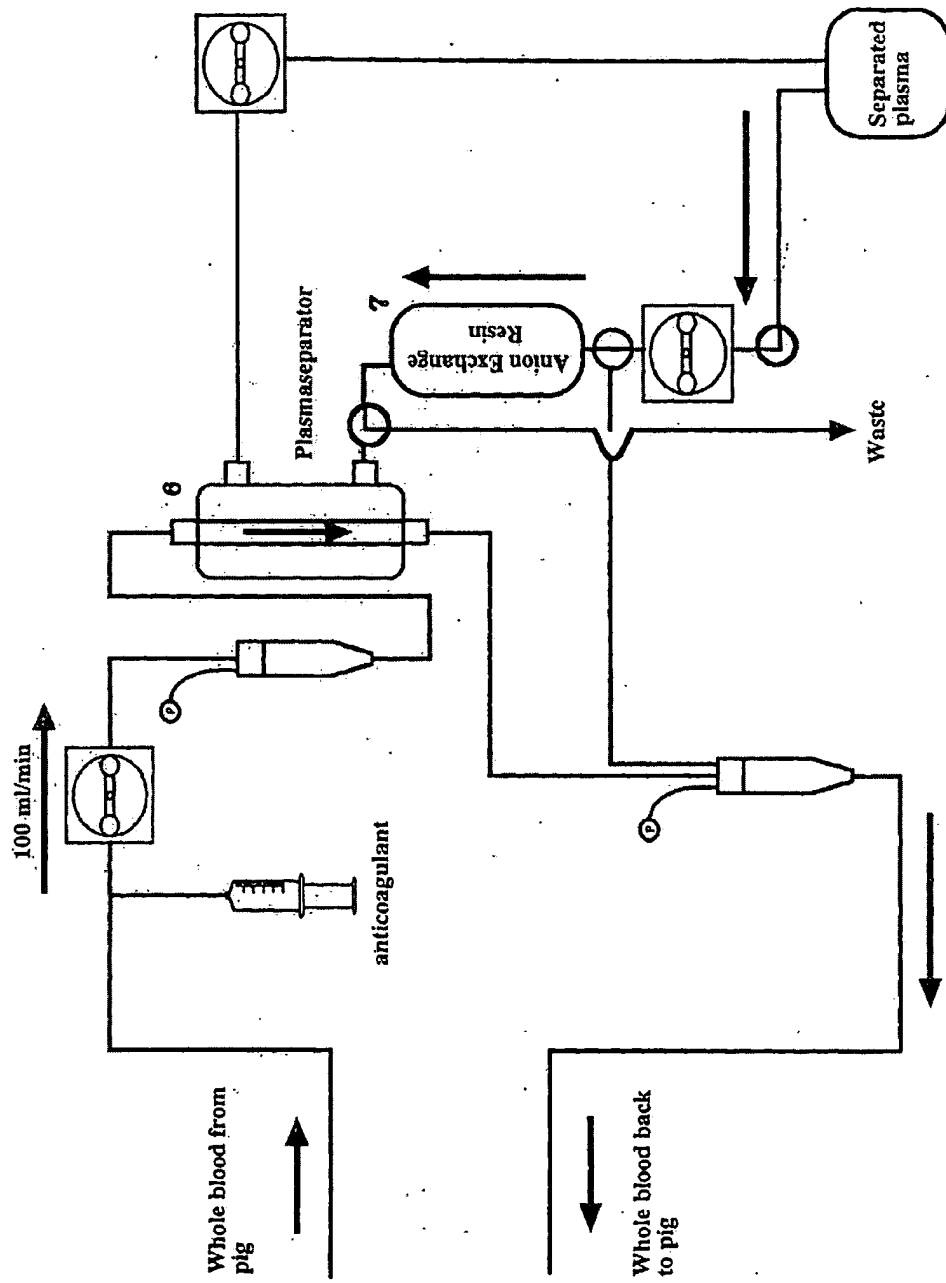 Whole blood from
pig
100 ml/min
anticoagulant
P
6
Plasmaseparator
7
Anion Exchange
Resin
Separated
plasma
Waste
P
Whole blood back
to pig